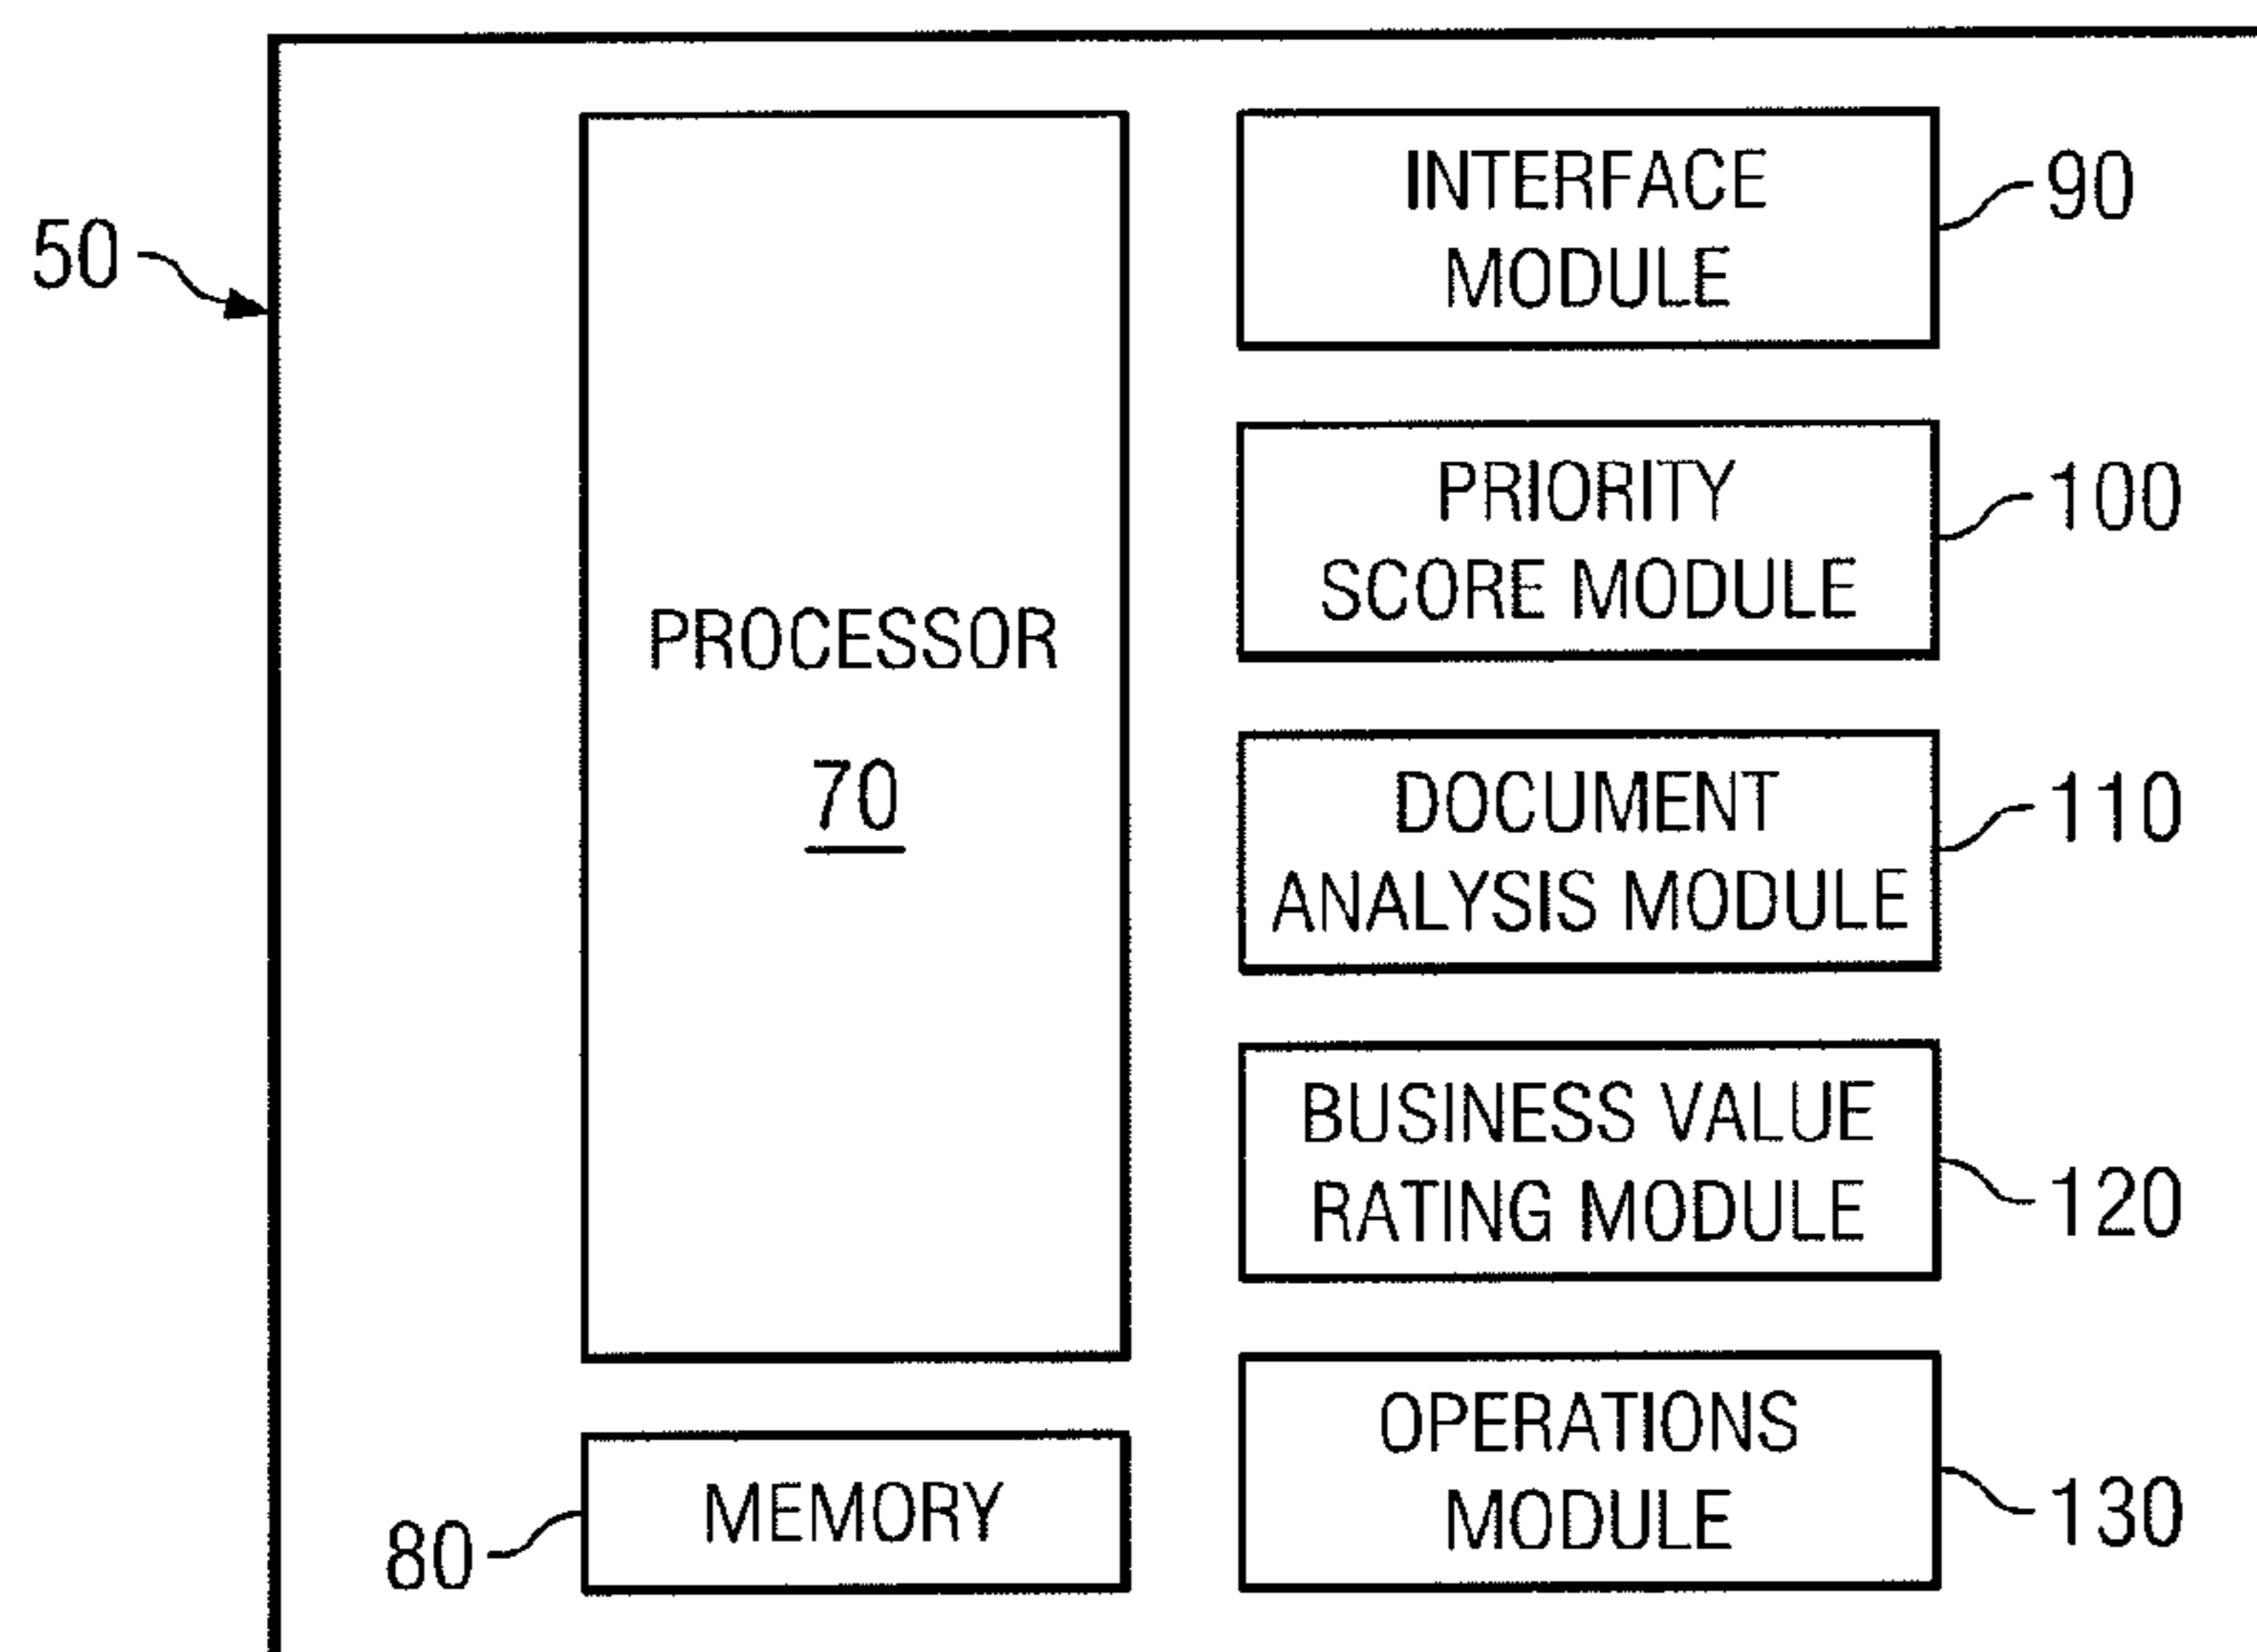 50
PROCESSOR
70
80
MEMORY
INTERFACE
MODULE
90
PRIORITY
SCORE MODULE
100
DOCUMENT
ANALYSIS MODULE
110
BUSINESS VALUE
RATING MODULE
120
OPERATIONS
MODULE
130